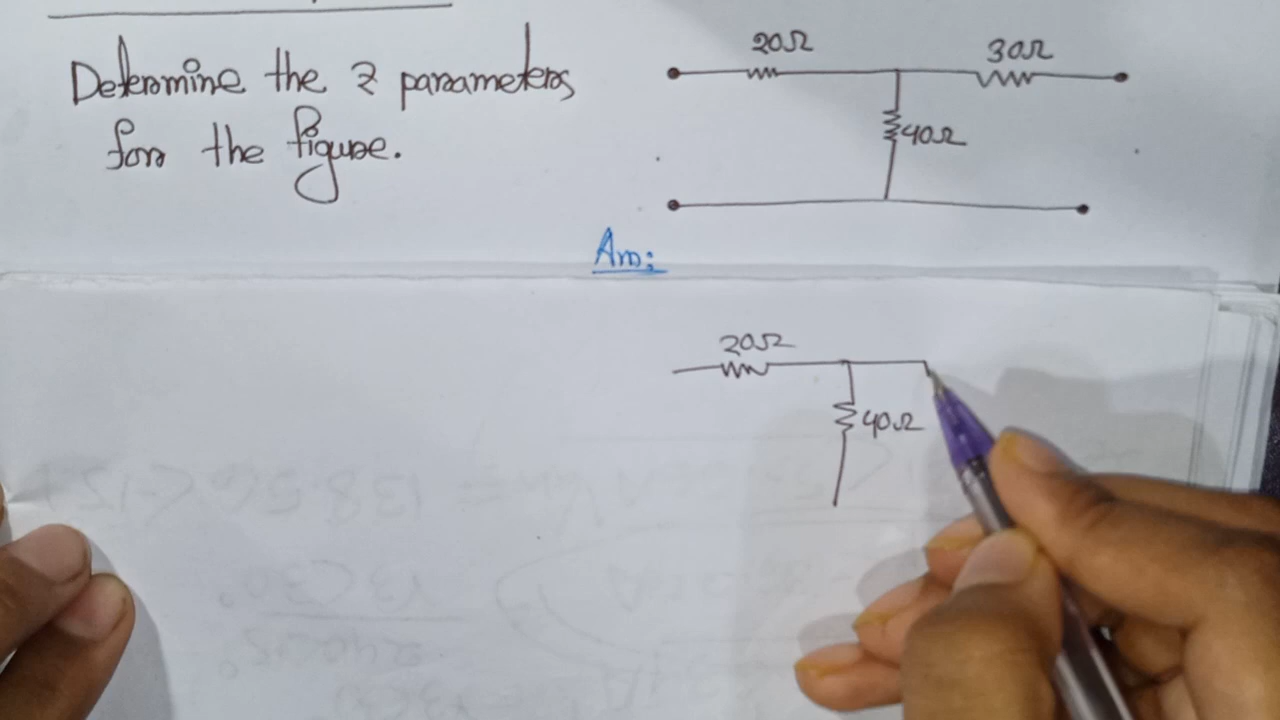 Determine the z parameters
for the figure.
20Ω
30Ω
40Ω
Ans:
20Ω
40Ω